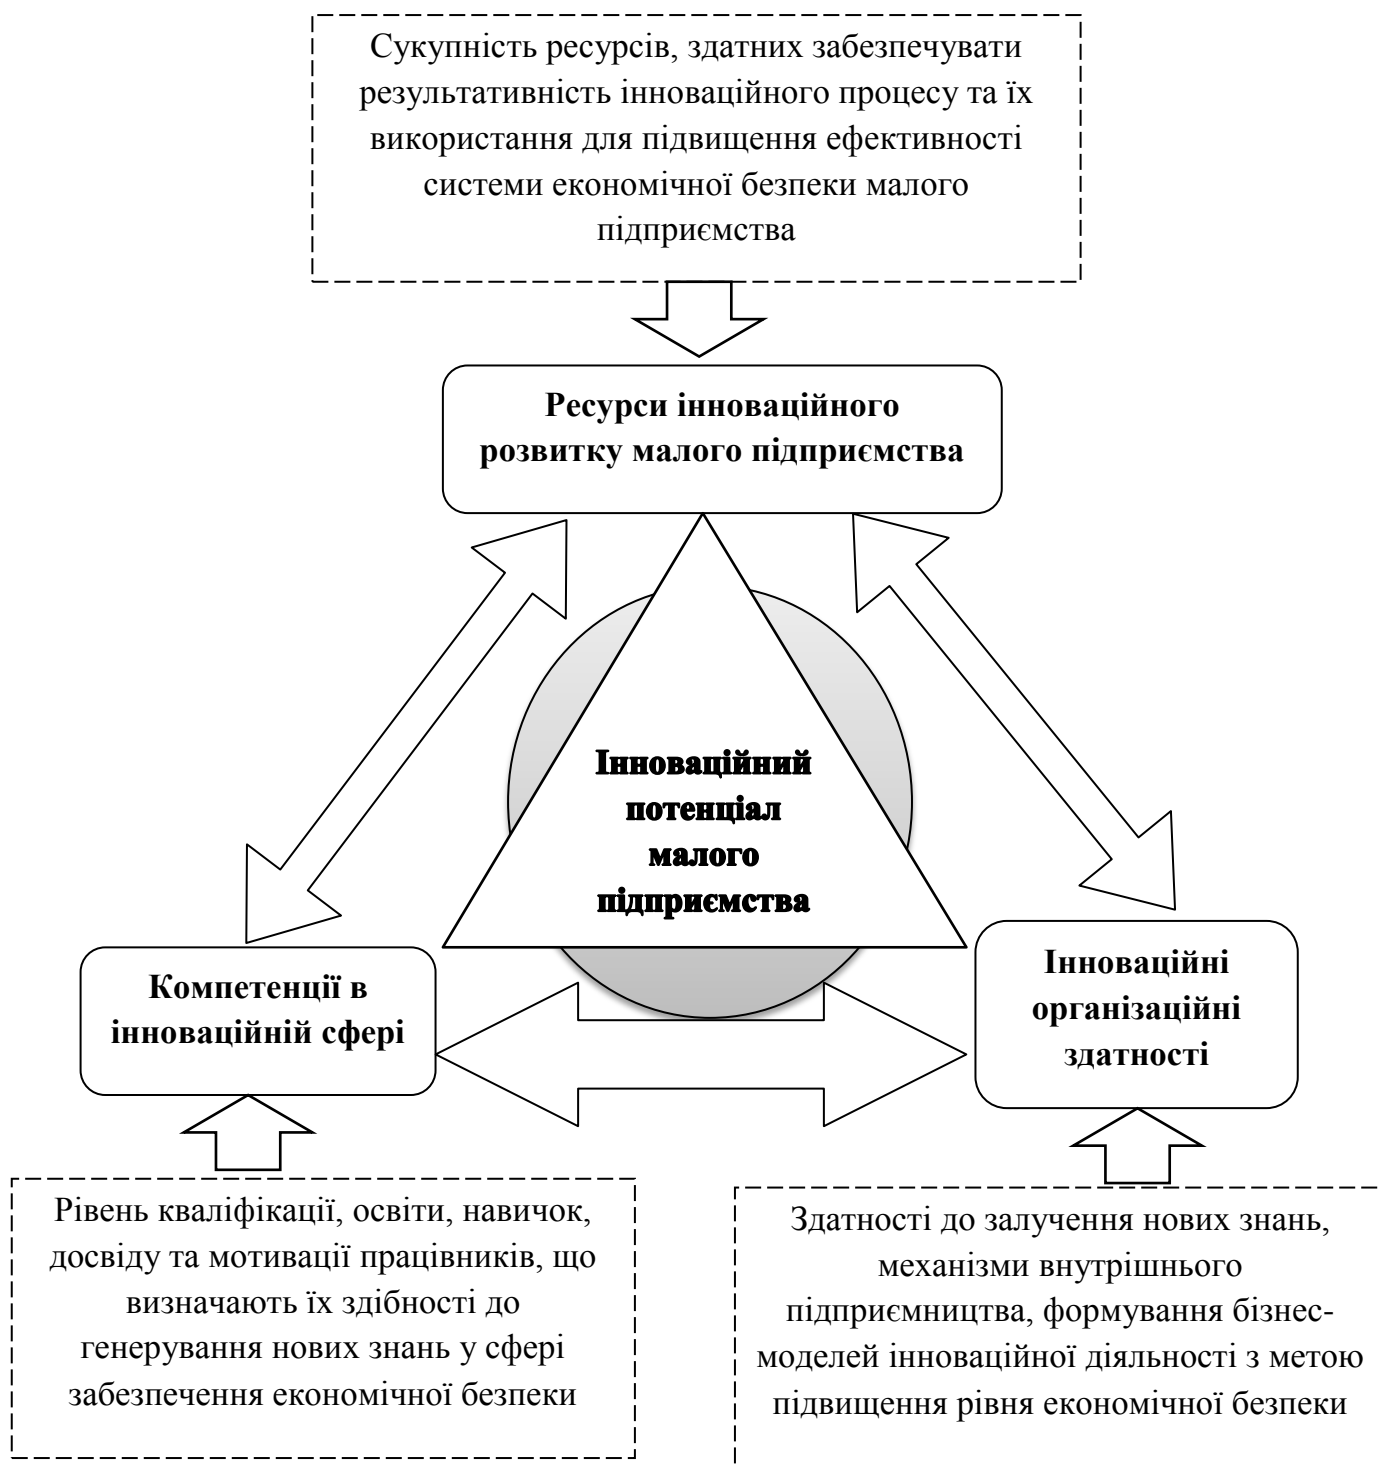 Сукупність ресурсів, здатних забезпечувати
результативність інноваційного процесу та їх
використання для підвищення ефективності
системи економічної безпеки малого
підприємства
Ресурси інноваційного
розвитку малого підприємства
Інноваційний
потенціал
малого
підприємства
Компетенції в
інноваційній сфері
Інноваційні
організаційні
здатності
Рівень кваліфікації, освіти, навичок,
досвіду та мотивації працівників, що
визначають їх здібності до
генерування нових знань у сфері
забезпечення економічної безпеки
Здатності до залучення нових знань,
механізми внутрішнього
підприємництва, формування бізнес-
моделей інноваційної діяльності з метою
підвищення рівня економічної безпеки